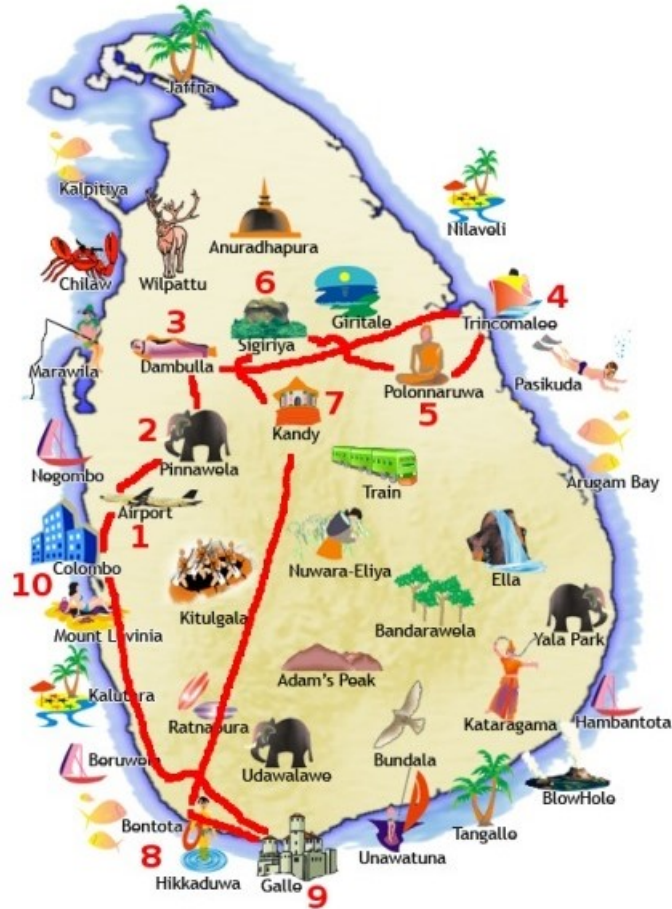 Jaffna
Kalpitiya
Nilaveli
Anuradhapura
Chilaw
Wilpattu
6
4
Giritale
Trincomalee
3
Sigiriya
Marawila
Dambulla
Pasikuda
Polonnaruwa
7
5
2
Kandy
Pinnawela
Negombo
Train
Arugam Bay
Airport
1
Colombo
10
Nuwara-Eliya
Ella
Kitulgala
Mount Lavinia
Bandarawela
Yala Park
Adam's Peak
Kalutara
Ratnapura
Kataragama
Hambantota
Beruwela
Udawalawe
Bundala
BlowHole
Bentota
Tangalle
8
Unawatuna
Hikkaduwa
Galle
9